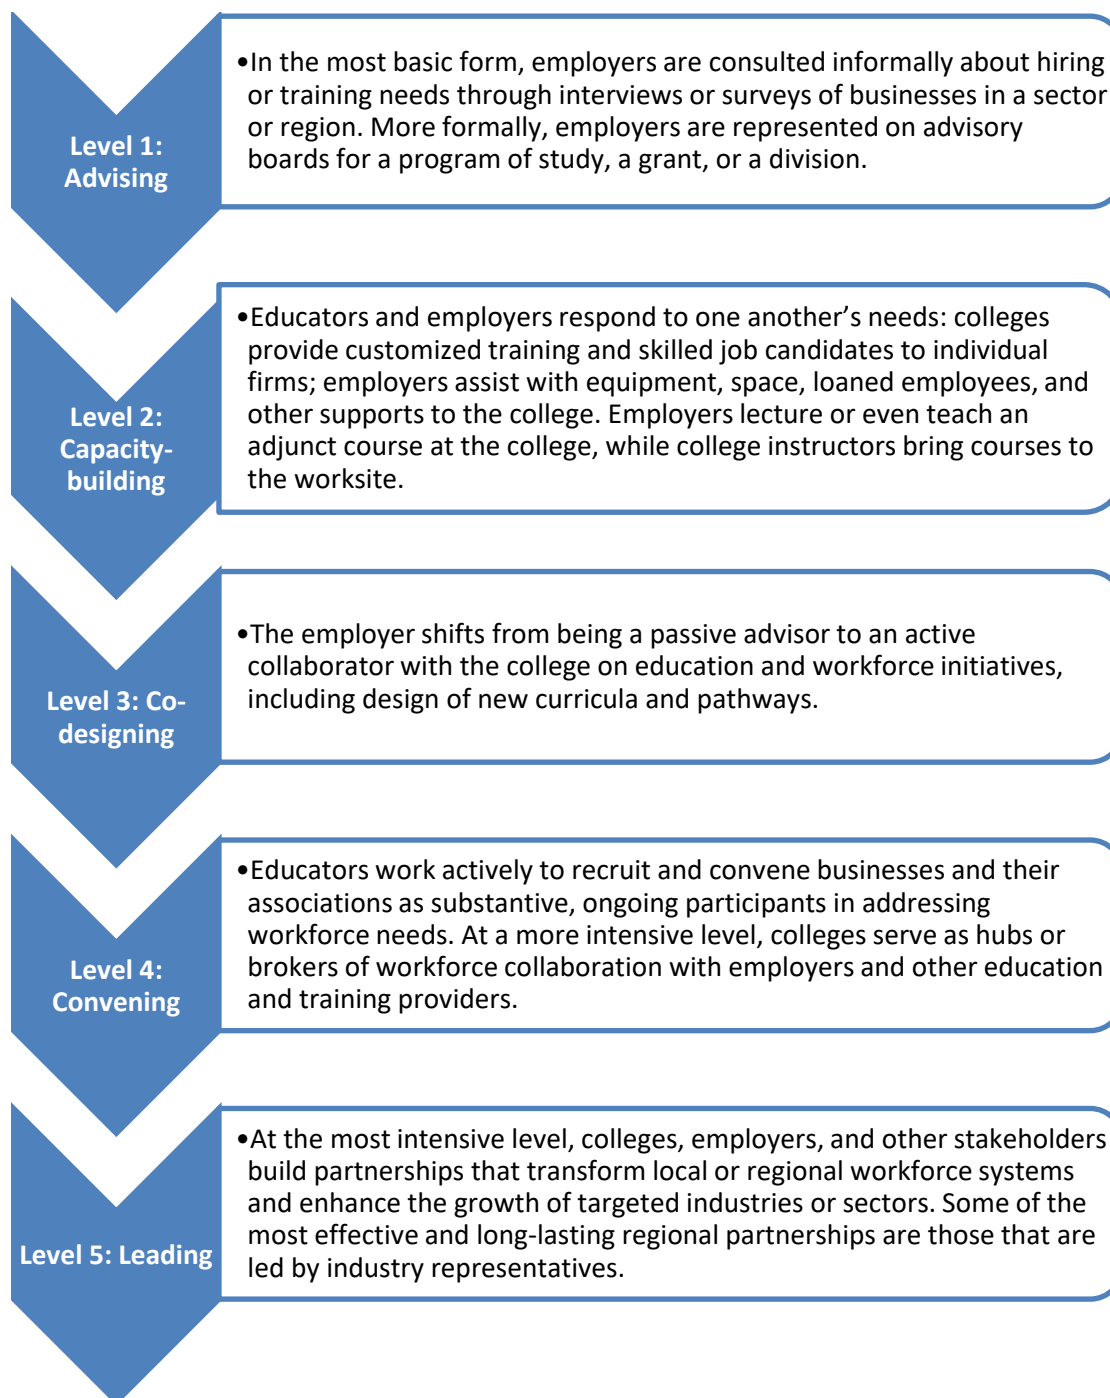 Level 1:
Advising
•In the most basic form, employers are consulted informally about hiring
or training needs through interviews or surveys of businesses in a sector
or region. More formally, employers are represented on advisory
boards for a program of study, a grant, or a division.
Level 2:
Capacity-
building
•Educators and employers respond to one another’s needs: colleges
provide customized training and skilled job candidates to individual
firms; employers assist with equipment, space, loaned employees, and
other supports to the college. Employers lecture or even teach an
adjunct course at the college, while college instructors bring courses to
the worksite.
Level 3: Co-
designing
•The employer shifts from being a passive advisor to an active
collaborator with the college on education and workforce initiatives,
including design of new curricula and pathways.
Level 4:
Convening
•Educators work actively to recruit and convene businesses and their
associations as substantive, ongoing participants in addressing
workforce needs. At a more intensive level, colleges serve as hubs or
brokers of workforce collaboration with employers and other education
and training providers.
Level 5: Leading
•At the most intensive level, colleges, employers, and other stakeholders
build partnerships that transform local or regional workforce systems
and enhance the growth of targeted industries or sectors. Some of the
most effective and long-lasting regional partnerships are those that are
led by industry representatives.